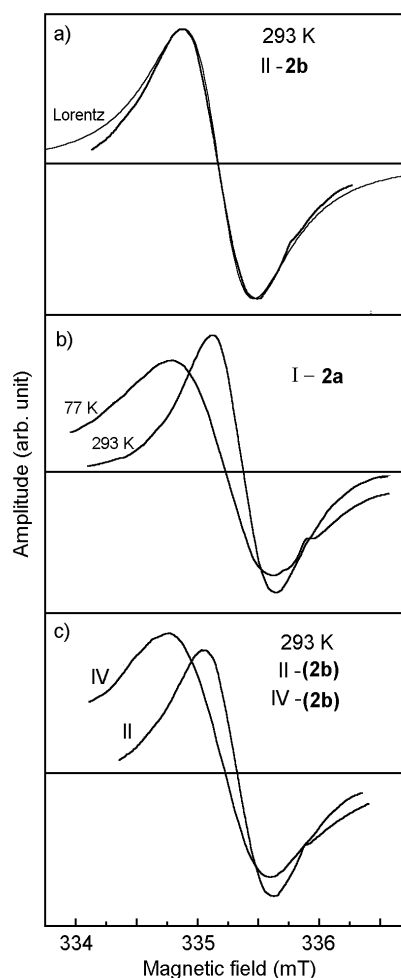 a)
293 K
II - 2b
Lorentz
b)
I - 2a
77 K
293 K
c)
293 K
II -(2b)
IV -(2b)
IV
II
Amplitude (arb. unit)
334 335 336
Magnetic field (mT)